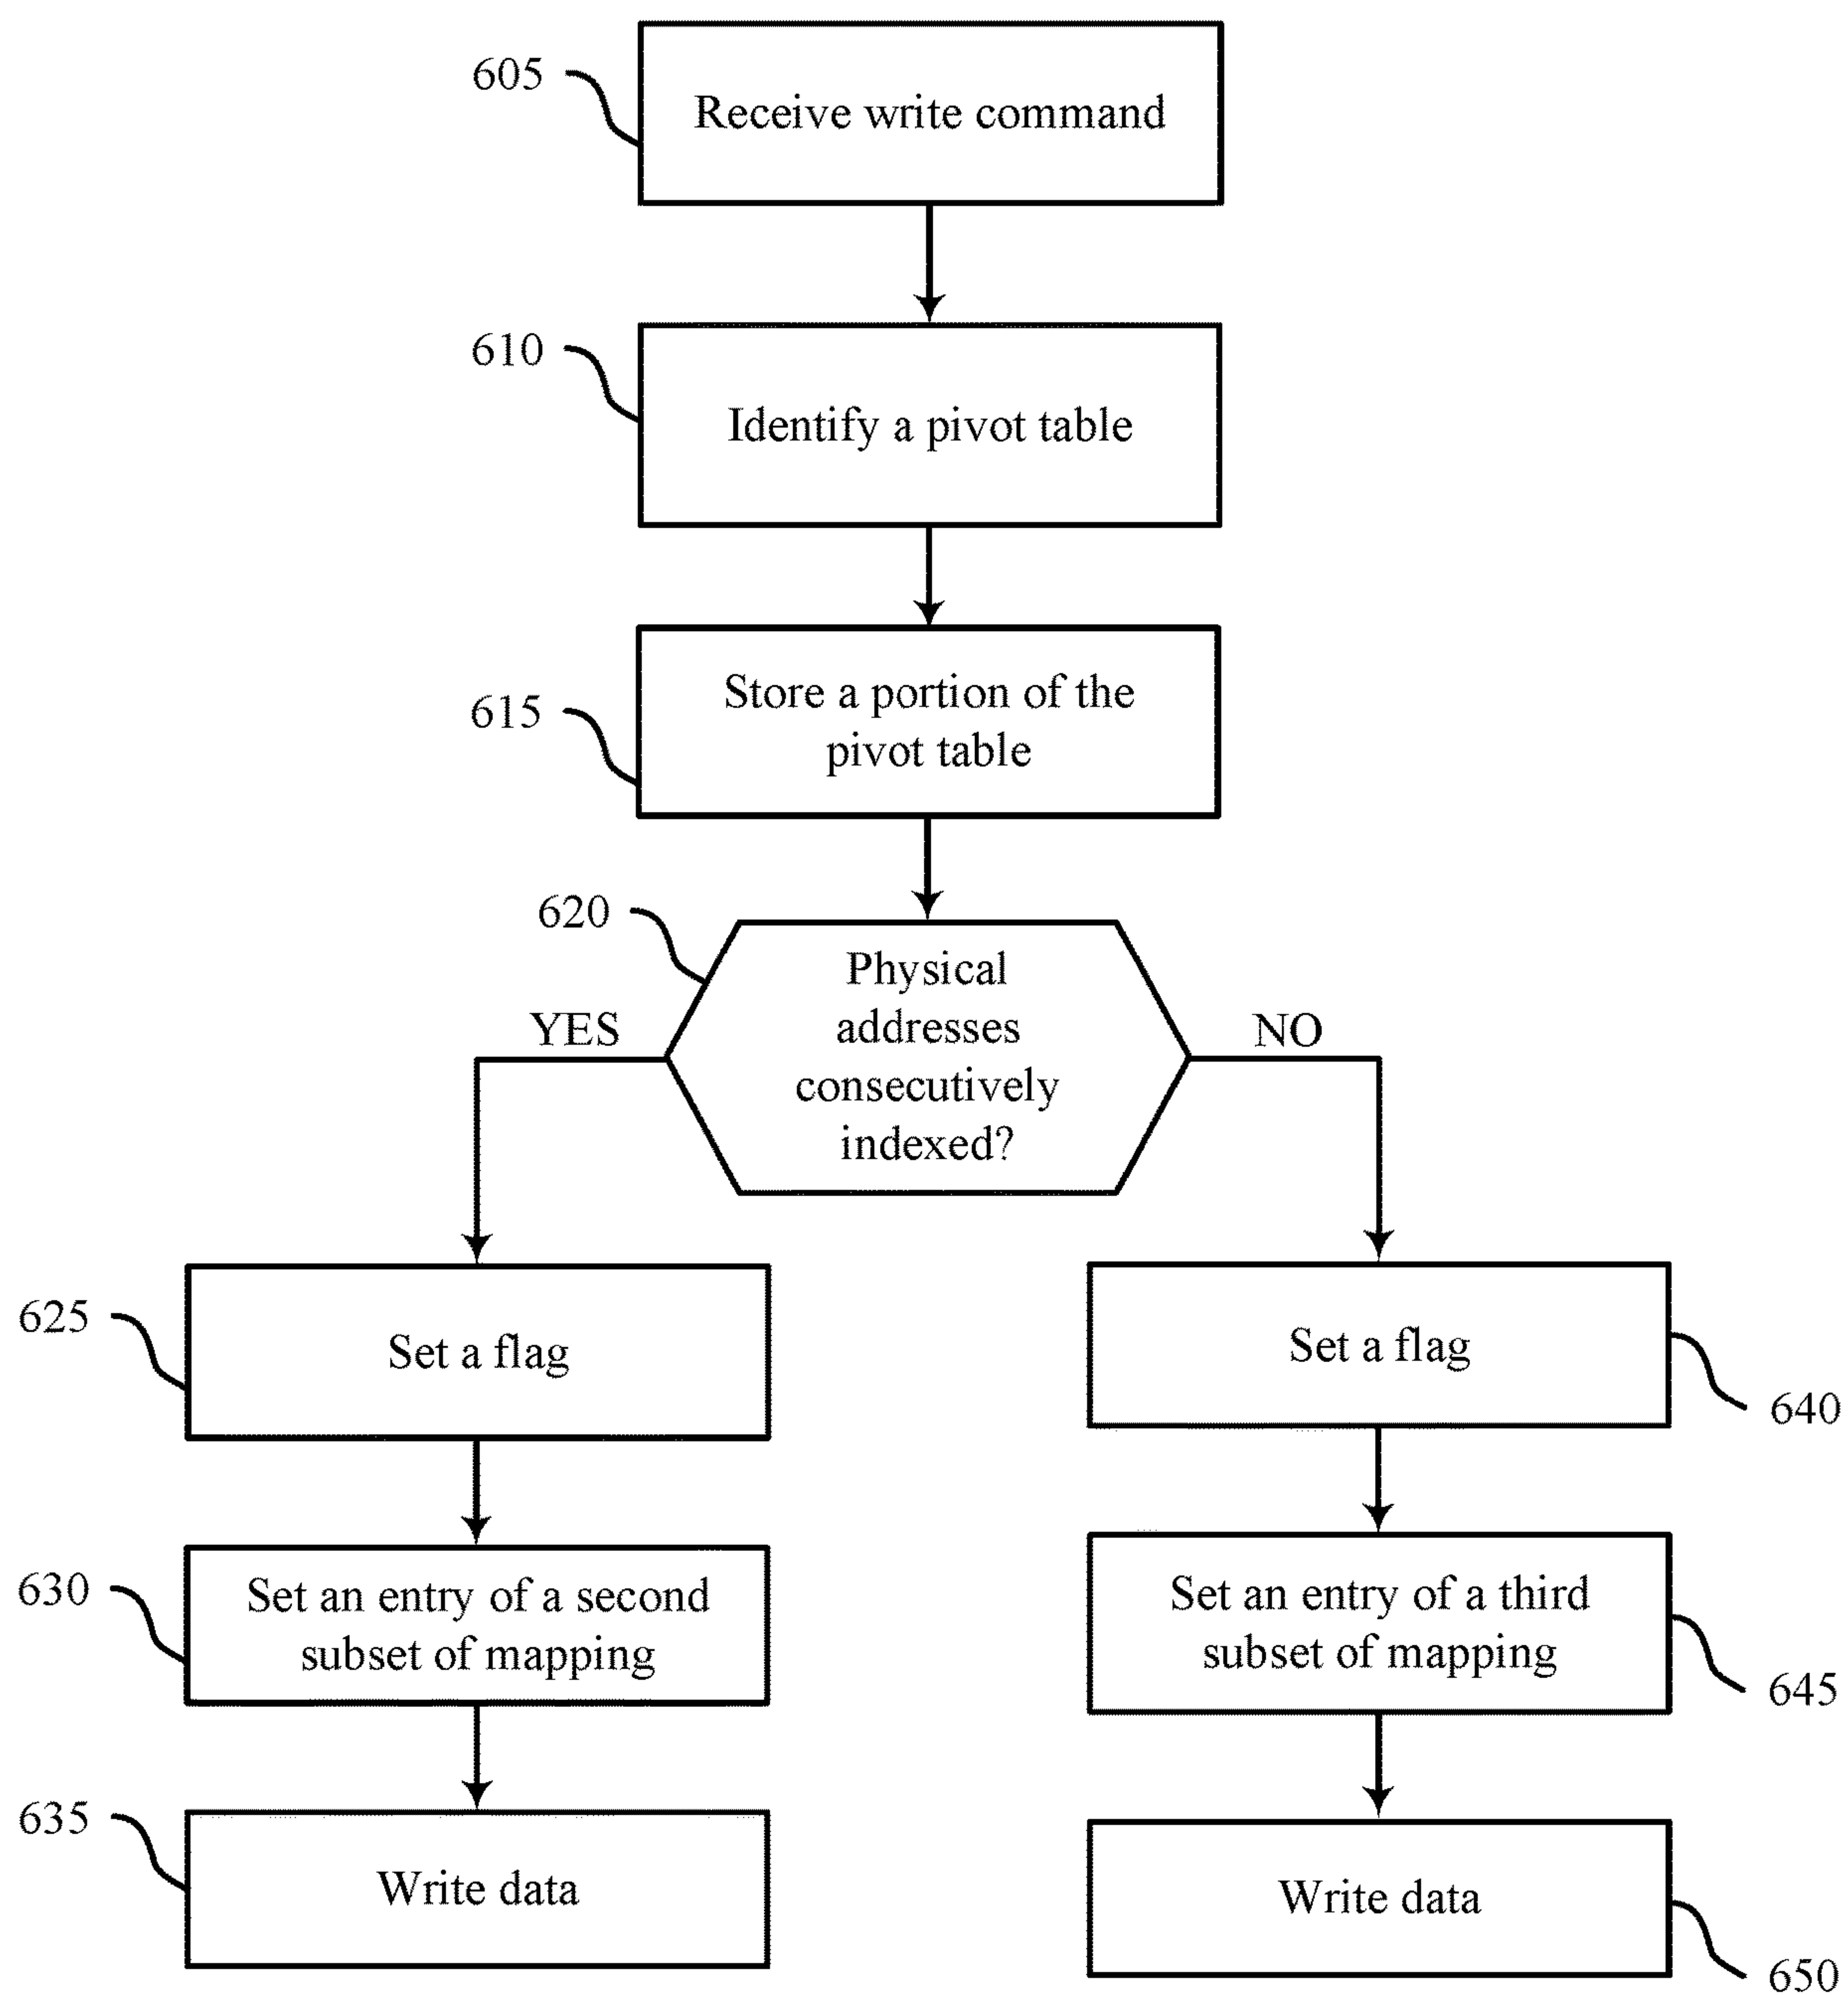 605
Receive write command
610
Identify a pivot table
615
Store a portion of the
pivot table
620
Physical
addresses
consecutively
indexed?
YES
NO
625
Set a flag
Set a flag
640
630
Set an entry of a second
subset of mapping
Set an entry of a third
subset of mapping
645
635
Write data
Write data
650